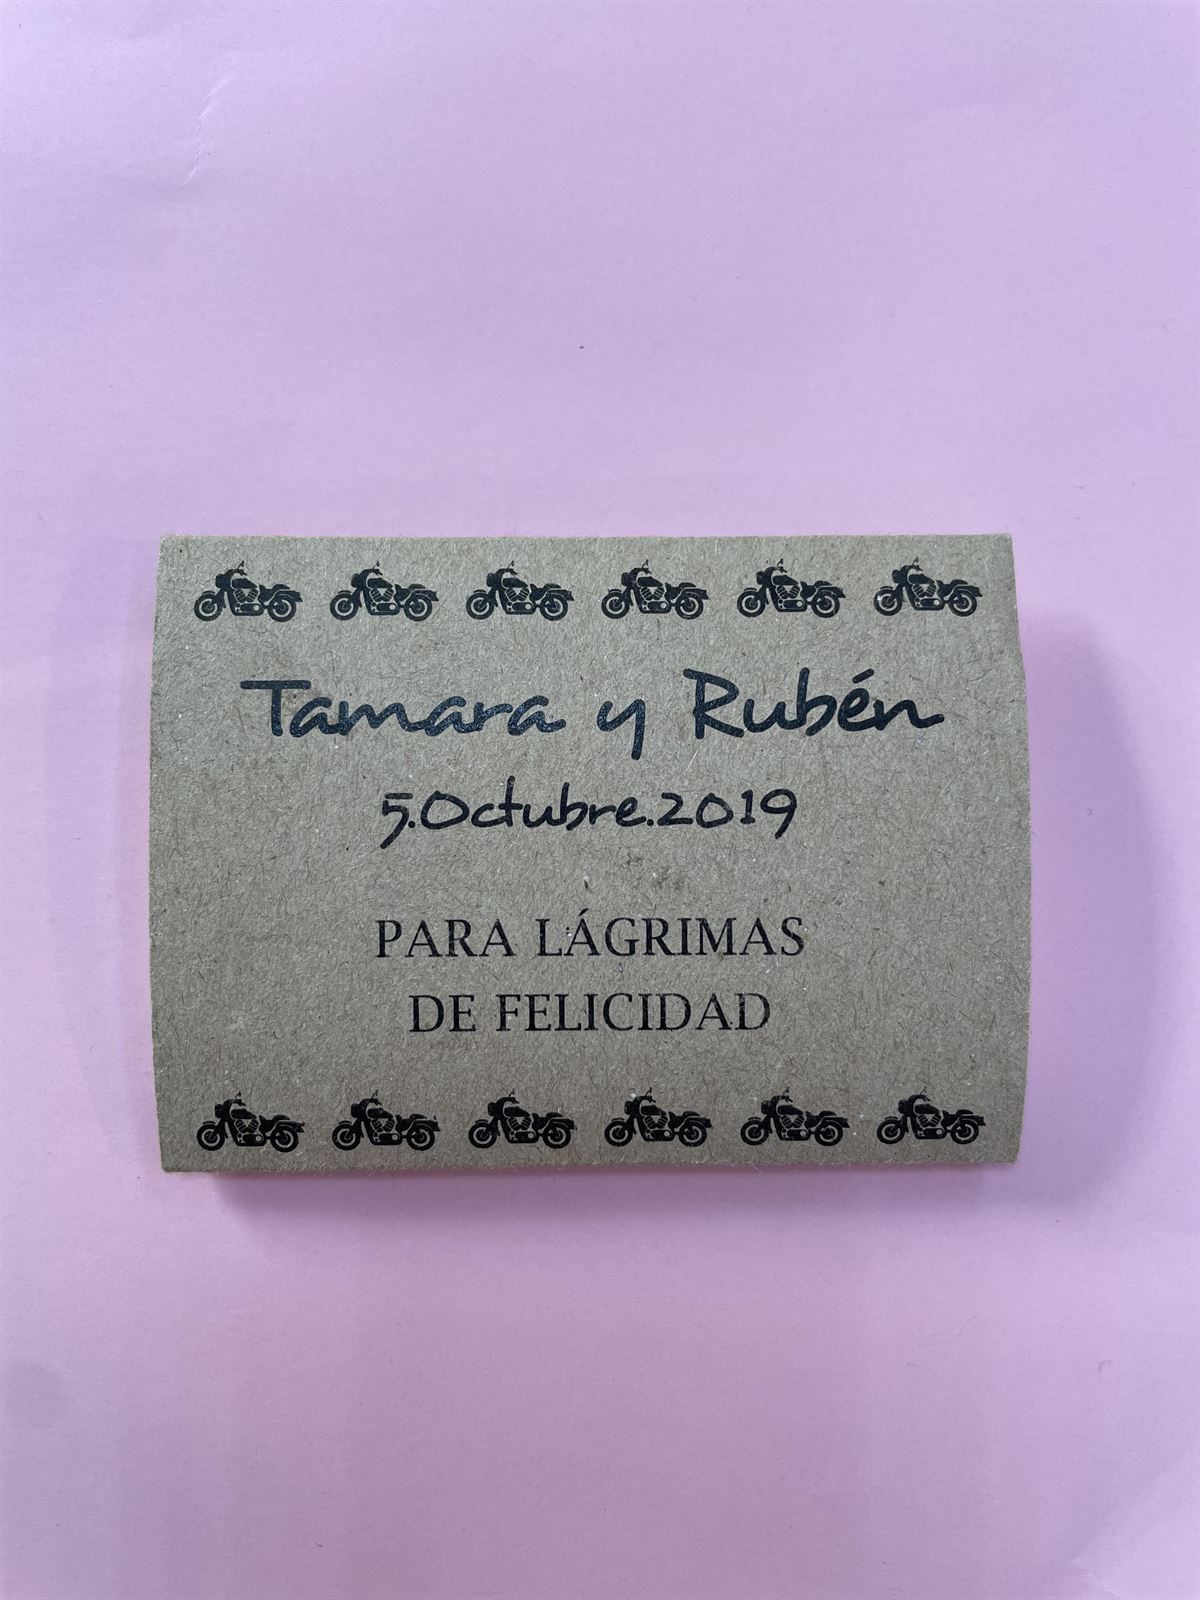 Tamara y Rubén
5.Octubre.2019
PARA LÁGRIMAS
DE FELICIDAD